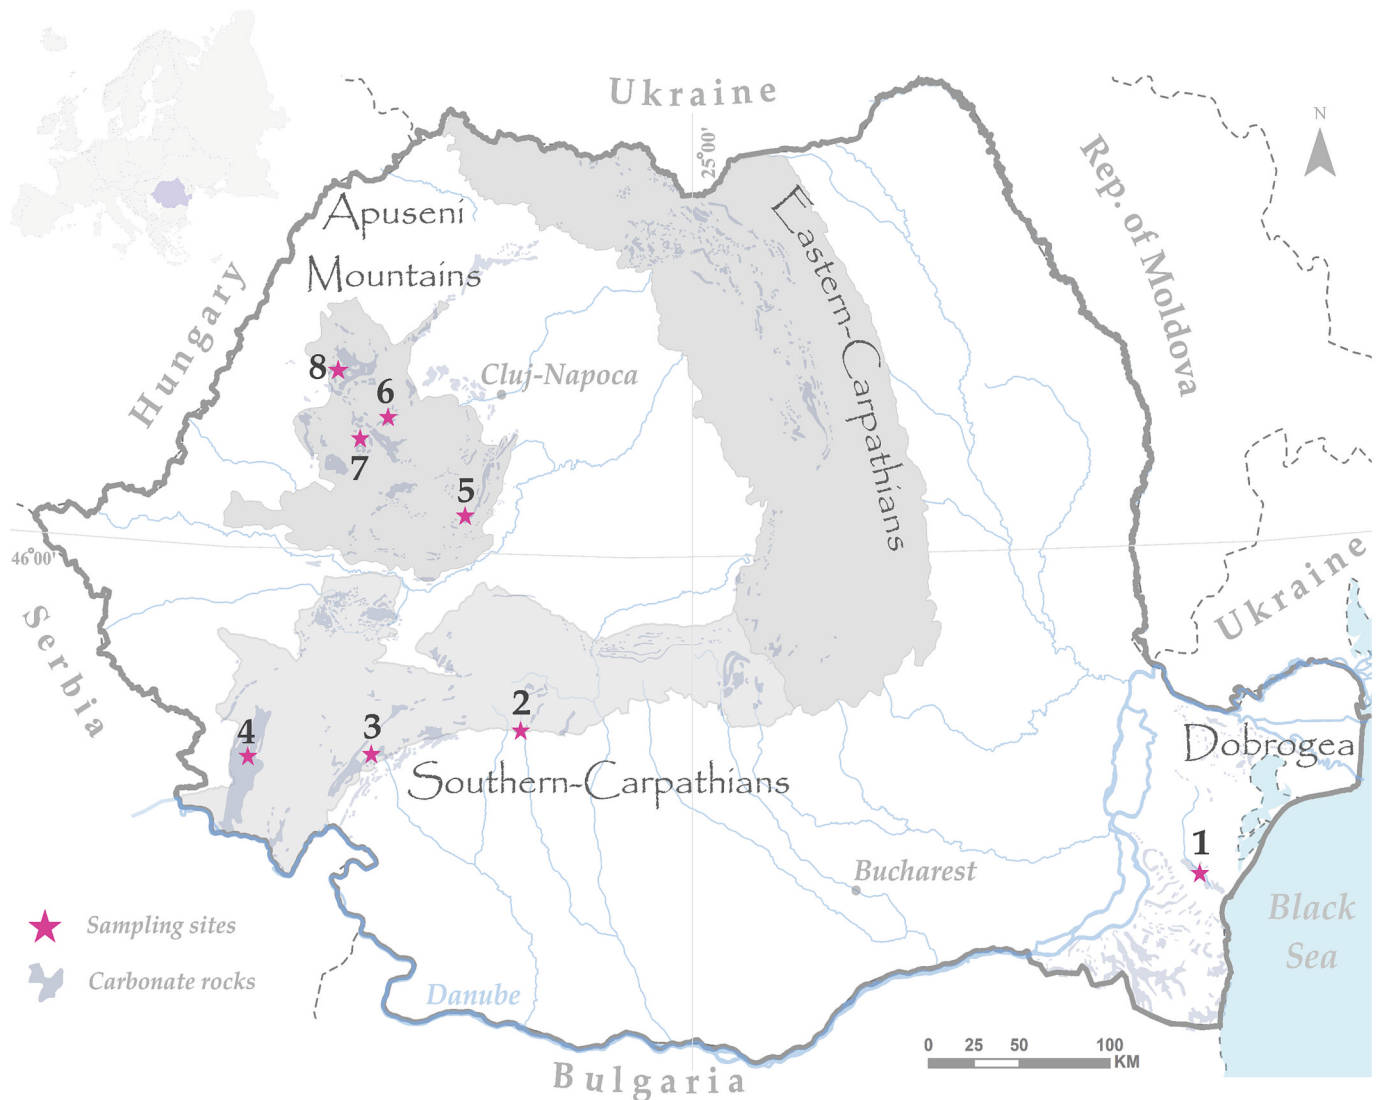 Ukraine
N
25°00'
Rep. of Moldova
Apuseni
Mountains
Eastern-Carpathians
Hungary
8
Cluj-Napoca
6
7
5
46°00'
Serbia
Ukraine
4
3
2
Southern-Carpathians
Dobrogea
1
Bucharest
Black
Sea
Sampling sites
Carbonate rocks
Danube
0 25 50 100
KM
Bulgaria